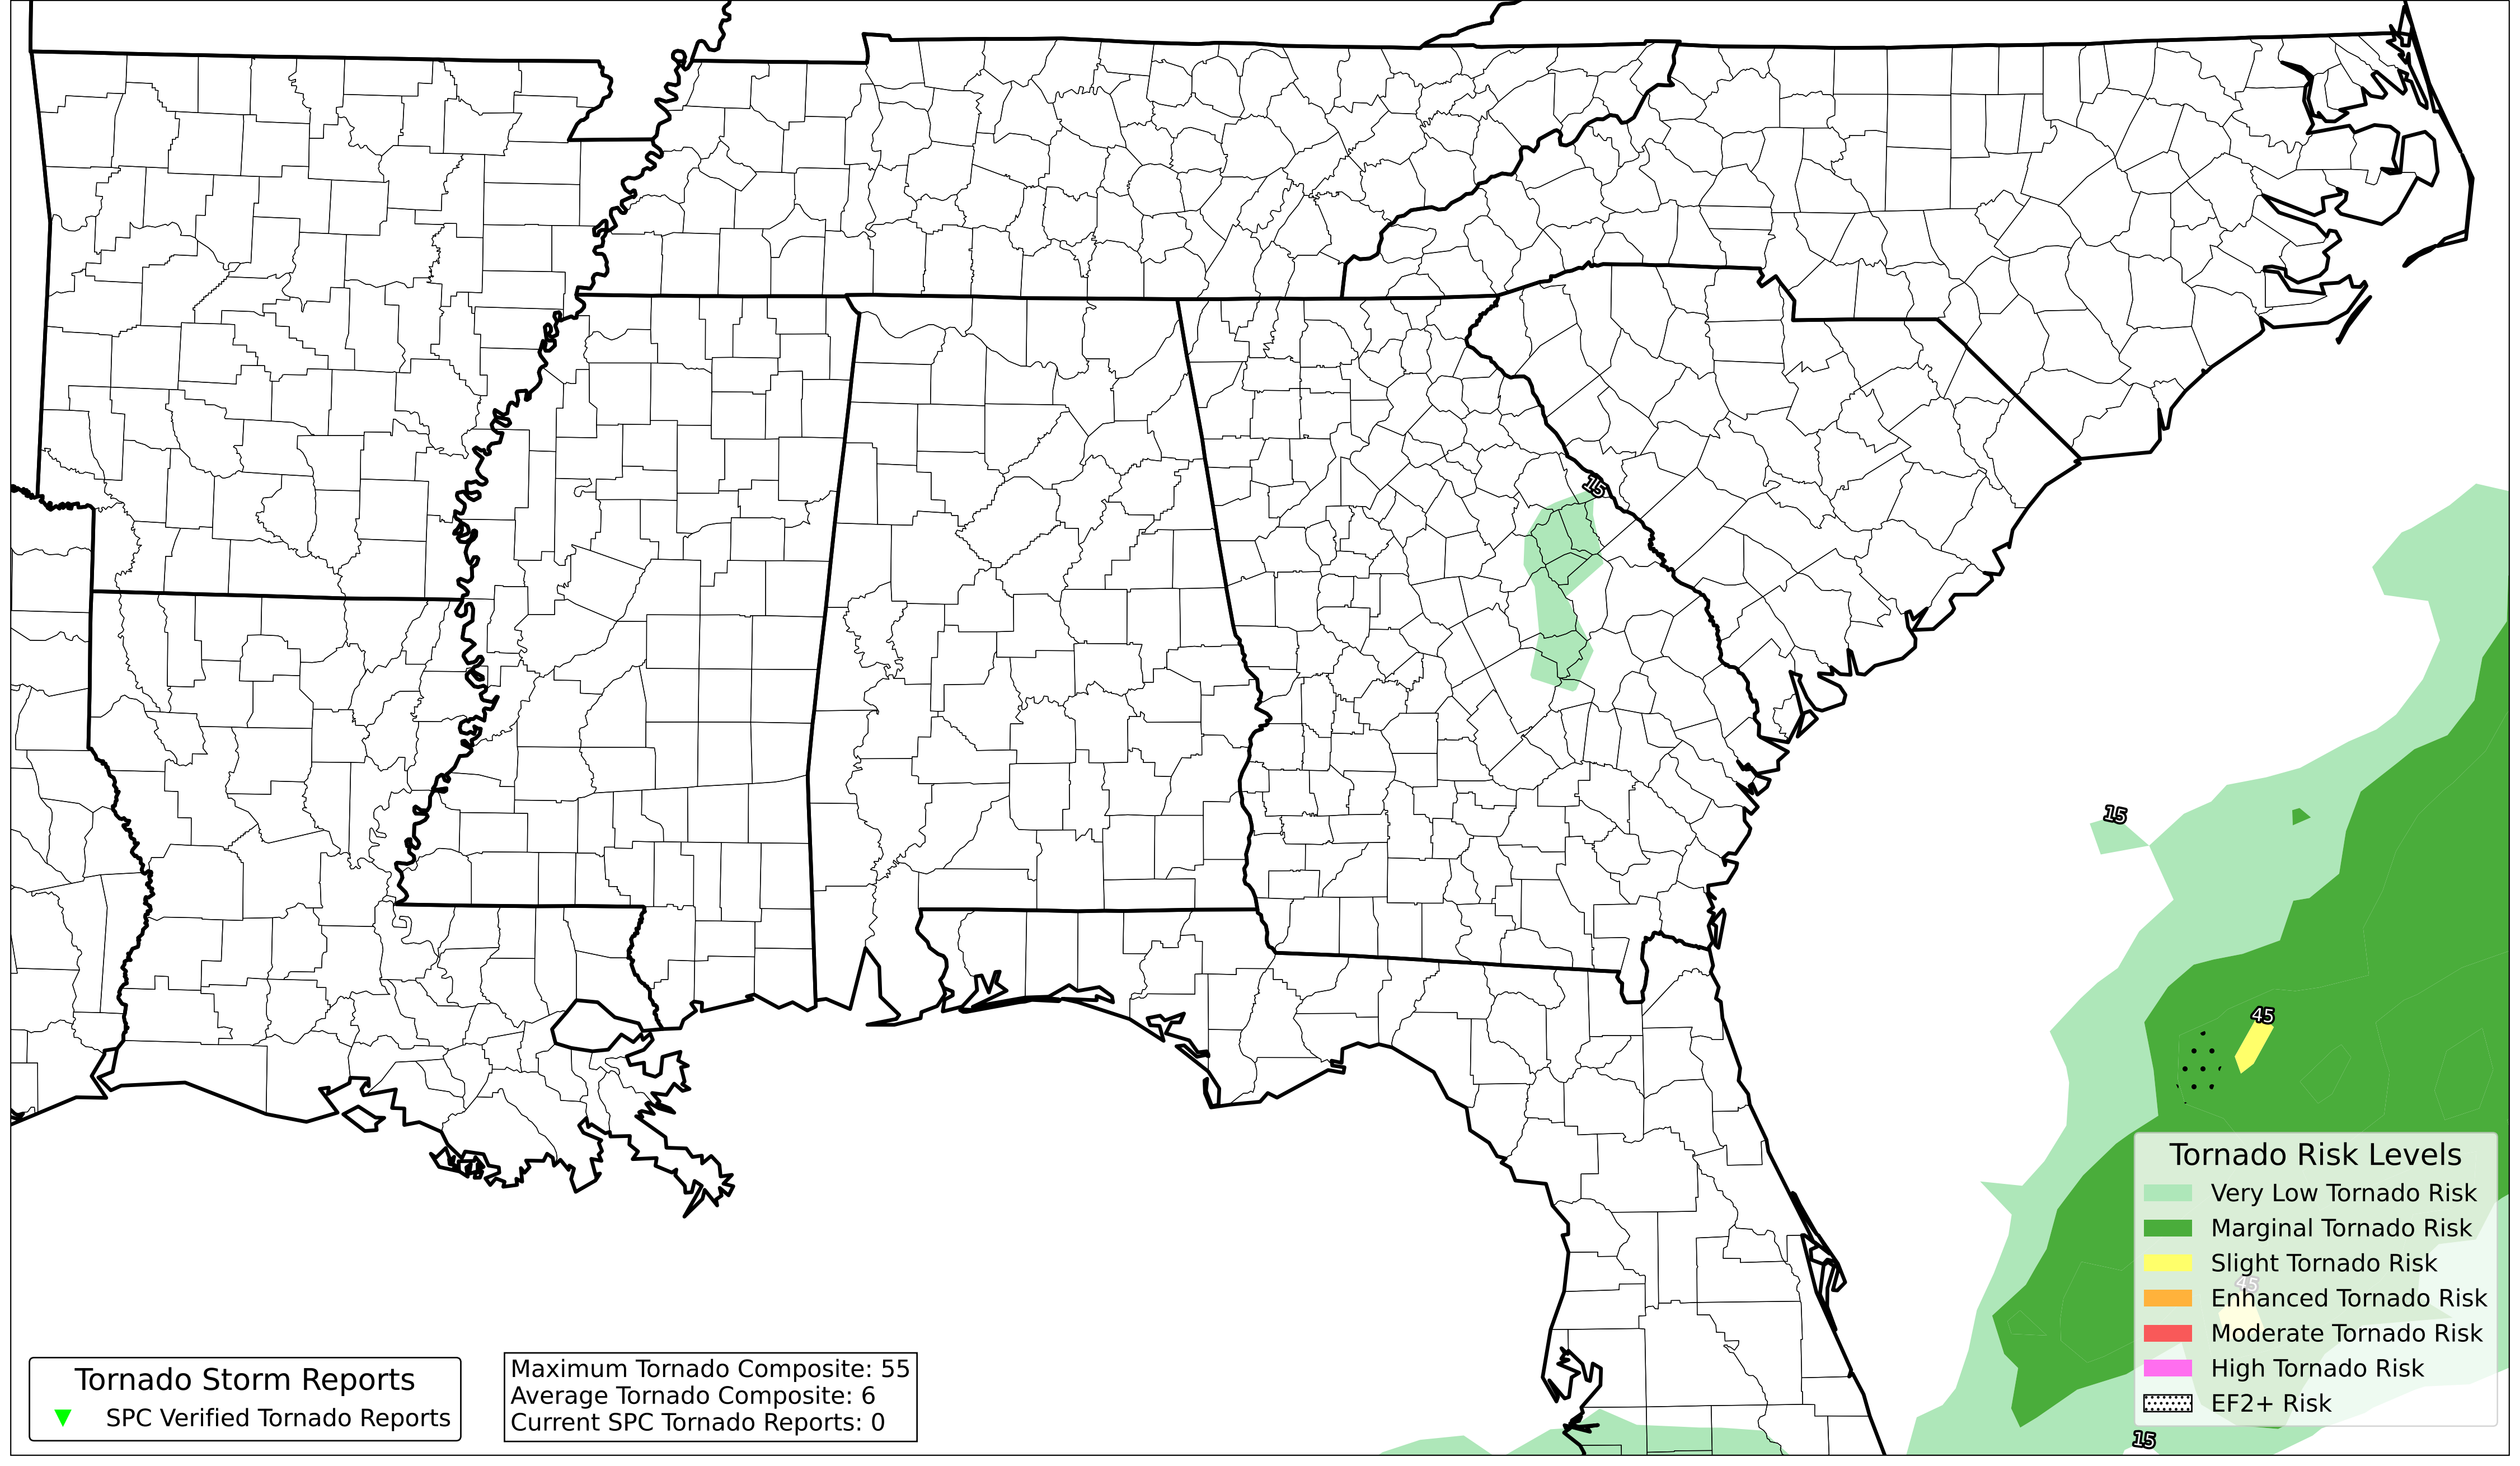 15
15
45
Tornado Risk Levels
Very Low Tornado Risk
Marginal Tornado Risk
Slight Tornado Risk
45
Enhanced Tornado Risk
Moderate Tornado Risk
High Tornado Risk
EF2+ Risk
15
Tornado Storm Reports
SPC Verified Tornado Reports
Maximum Tornado Composite: 55
Average Tornado Composite: 6
Current SPC Tornado Reports: 0